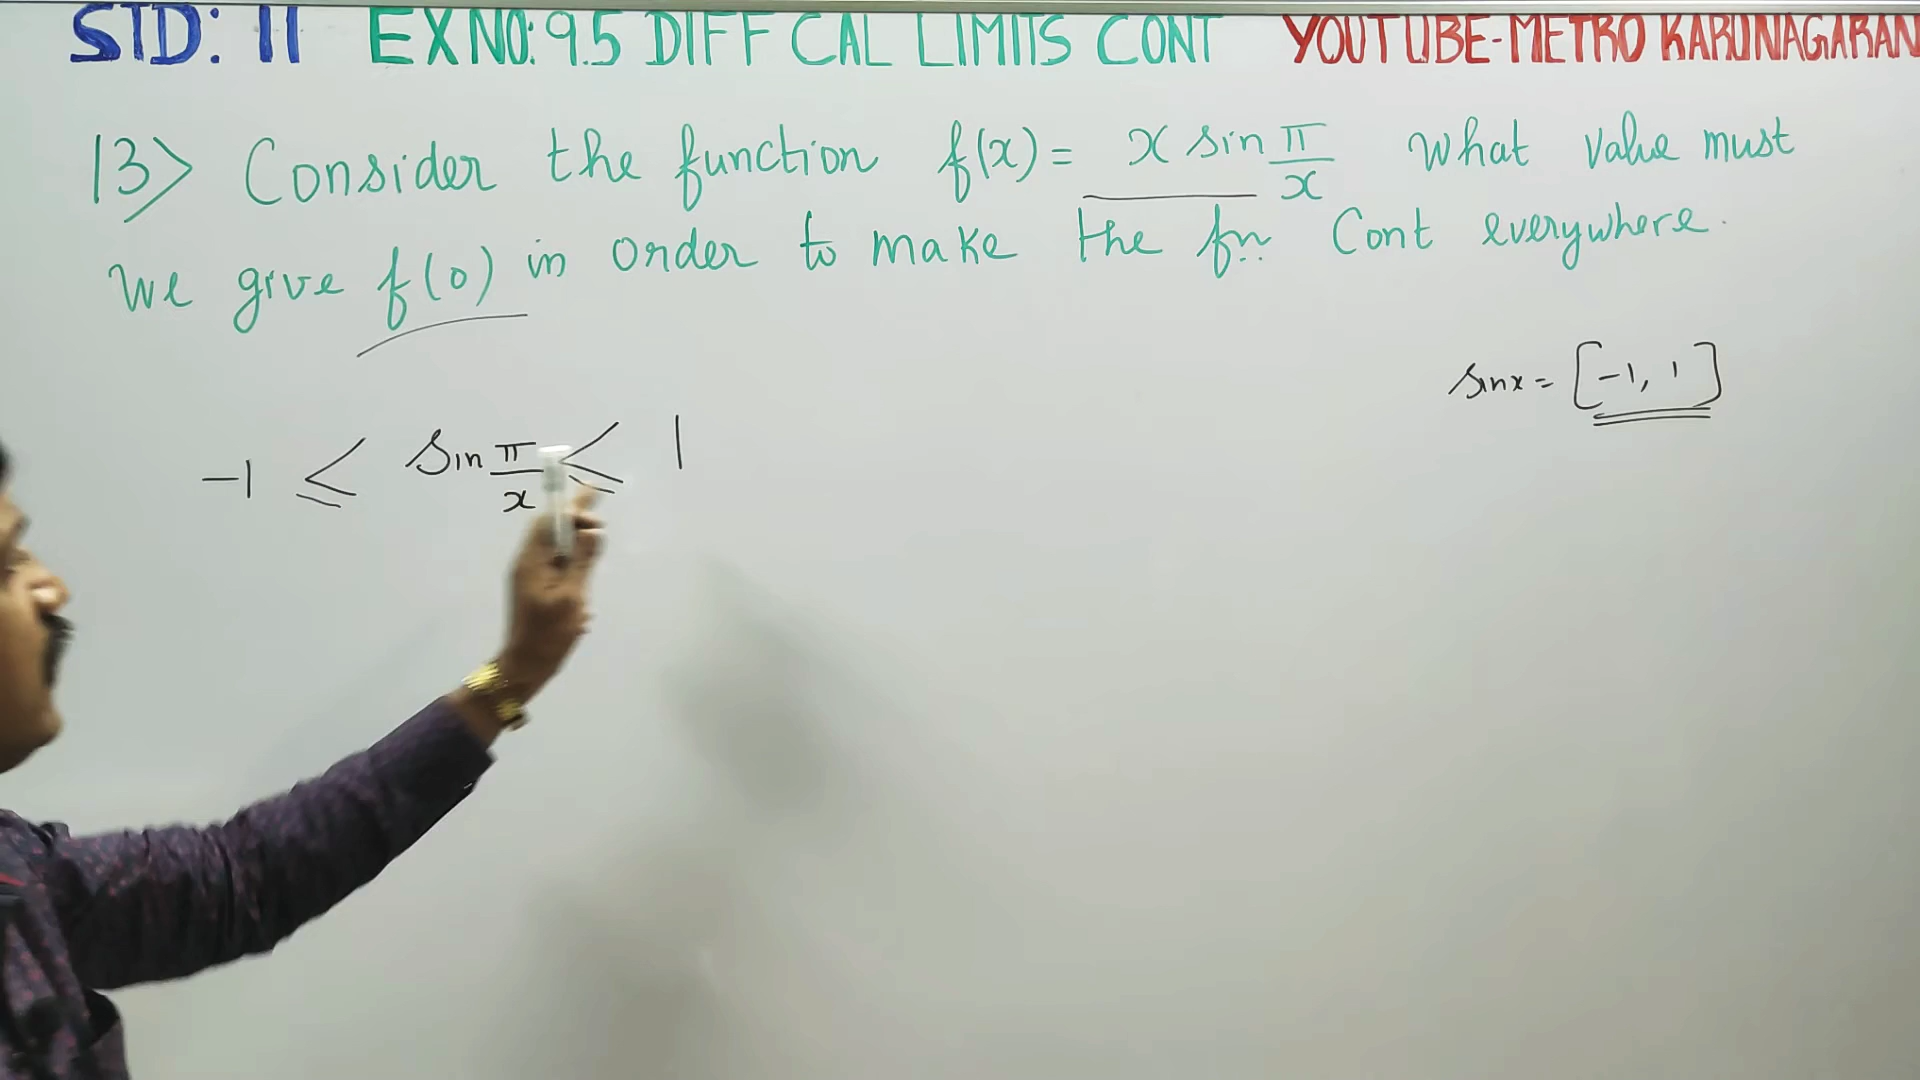 STD: 11 EX NO: 9.5 DIFF CAL LIMITS CONT YOUTUBE-METRO KARUNAGARAN
13> Consider the function f(x) = x sin π/x What value must
we give f(0) in order to make the fn. Cont everywhere.
sinx = [-1, 1]
-1 ≤ Sin π/x ≤ 1